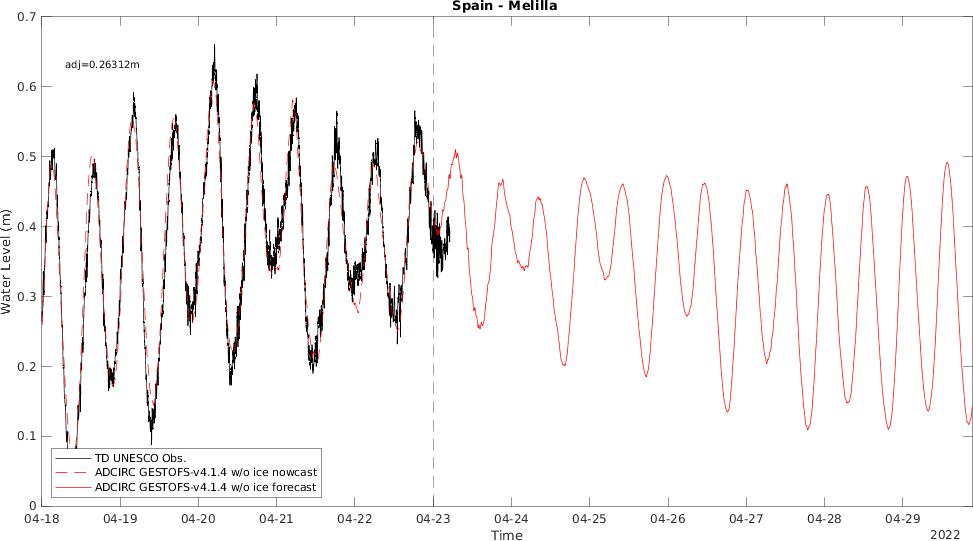 Spain - Melilla
adj=0.26312m
Water Level (m)
0.7
0.6
0.5
0.4
0.3
0.2
0.1
0
TD UNESCO Obs.
ADCIRC GESTOFS-v4.1.4 w/o ice nowcast
ADCIRC GESTOFS-v4.1.4 w/o ice forecast
04-18 04-19 04-20 04-21 04-22 04-23 04-24 04-25 04-26 04-27 04-28 04-29
Time
2022